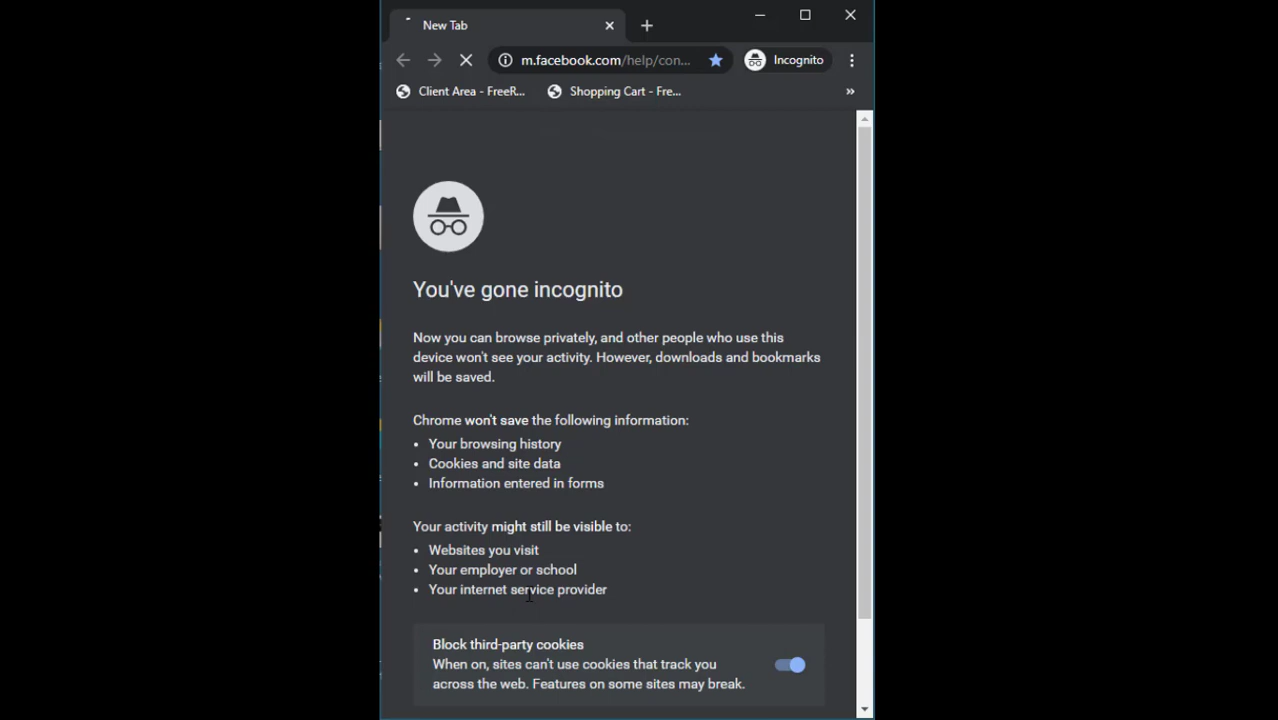 New Tab
m.facebook.com/help/con...
Incognito
Client Area - FreeR...
Shopping Cart - Fre...
»
You've gone incognito
Now you can browse privately, and other people who use this
device won't see your activity. However, downloads and bookmarks
will be saved.
Chrome won't save the following information:
• Your browsing history
• Cookies and site data
• Information entered in forms
Your activity might still be visible to:
• Websites you visit
• Your employer or school
• Your internet service provider
Block third-party cookies
When on, sites can't use cookies that track you
across the web. Features on some sites may break.